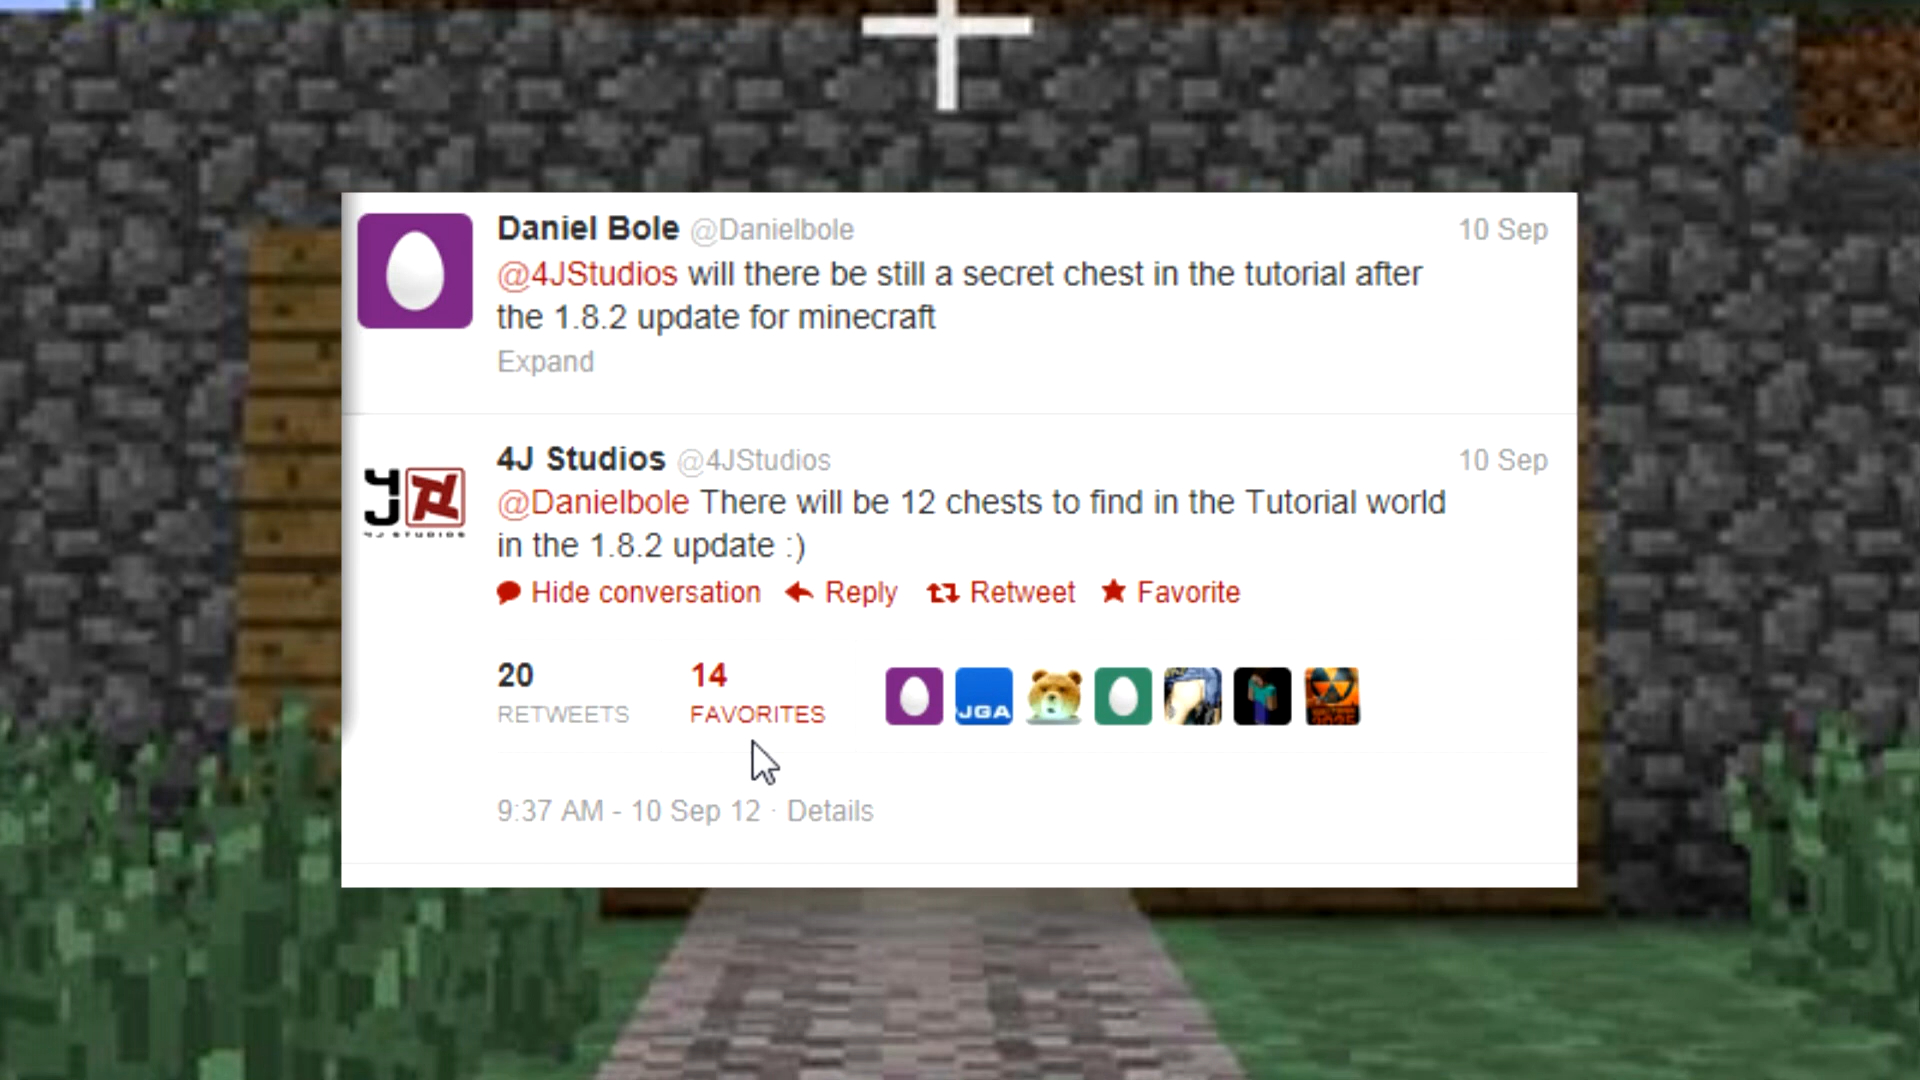 Daniel Bole @Danielbole 10 Sep
@4JStudios will there be still a secret chest in the tutorial after
the 1.8.2 update for minecraft
Expand
4J Studios @4JStudios 10 Sep
@Danielbole There will be 12 chests to find in the Tutorial world
in the 1.8.2 update :)
4J STUDIOS
Hide conversation Reply Retweet Favorite
20 14
RETWEETS FAVORITES
JGA
9:37 AM - 10 Sep 12 · Details